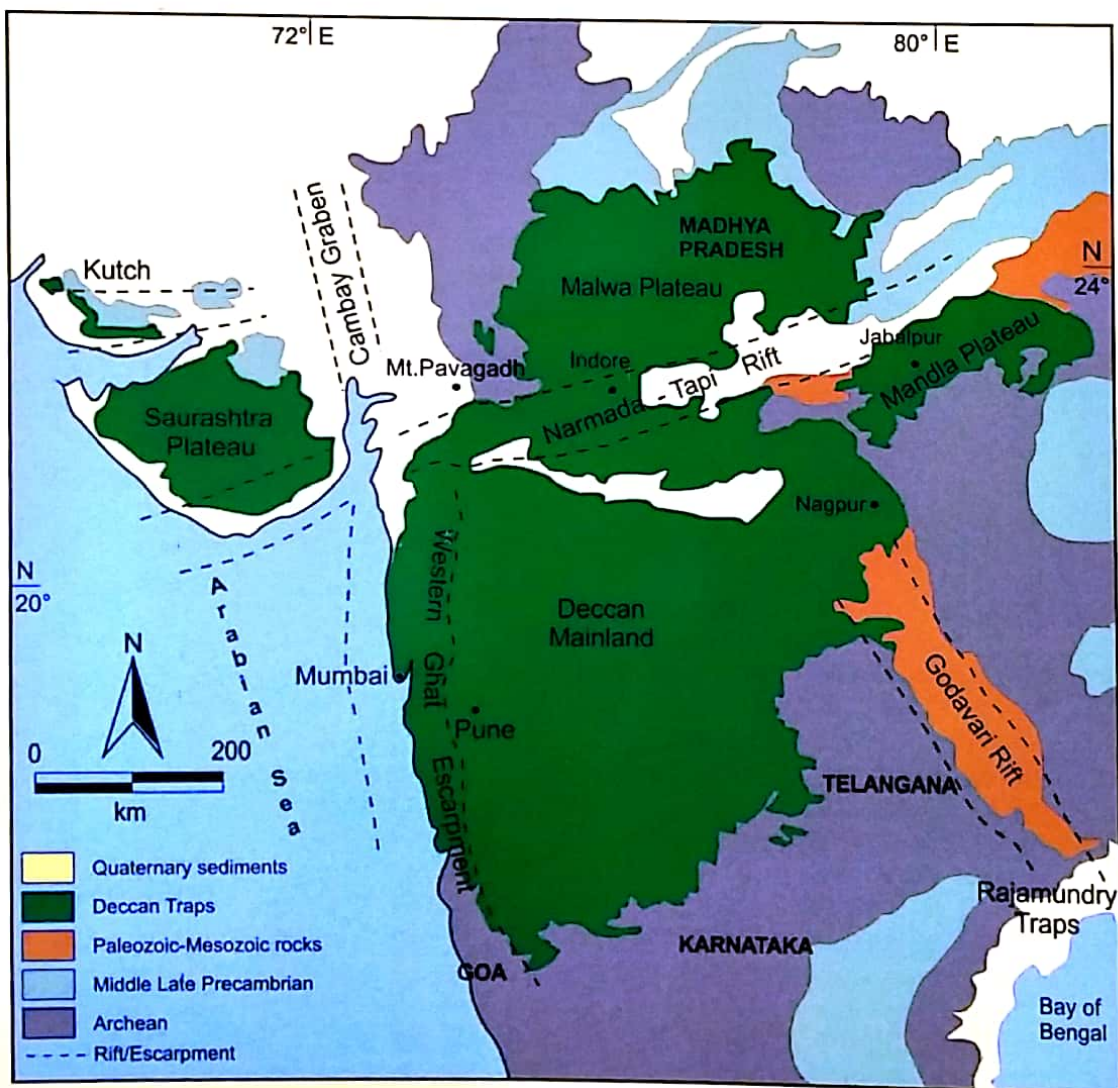 72° E
80° E
Kutch
Cambay Graben
MADHYA
PRADESH
Malwa Plateau
N
24°
Mt.Pavagadh
Indore
Jabalpur
Narmada Tapi Rift
Mandla Plateau
Saurashtra
Plateau
Nagpur
N
20°
Arabian Sea
Western Ghat Escarpment
Deccan
Mainland
N
Mumbai
Pune
Godavari Rift
0 200
km
TELANGANA
Quaternary sediments
Deccan Traps
Paleozoic-Mesozoic rocks
Middle Late Precambrian
Archean
Rift/Escarpment
Rajamundry
Traps
KARNATAKA
GOA
Bay of
Bengal